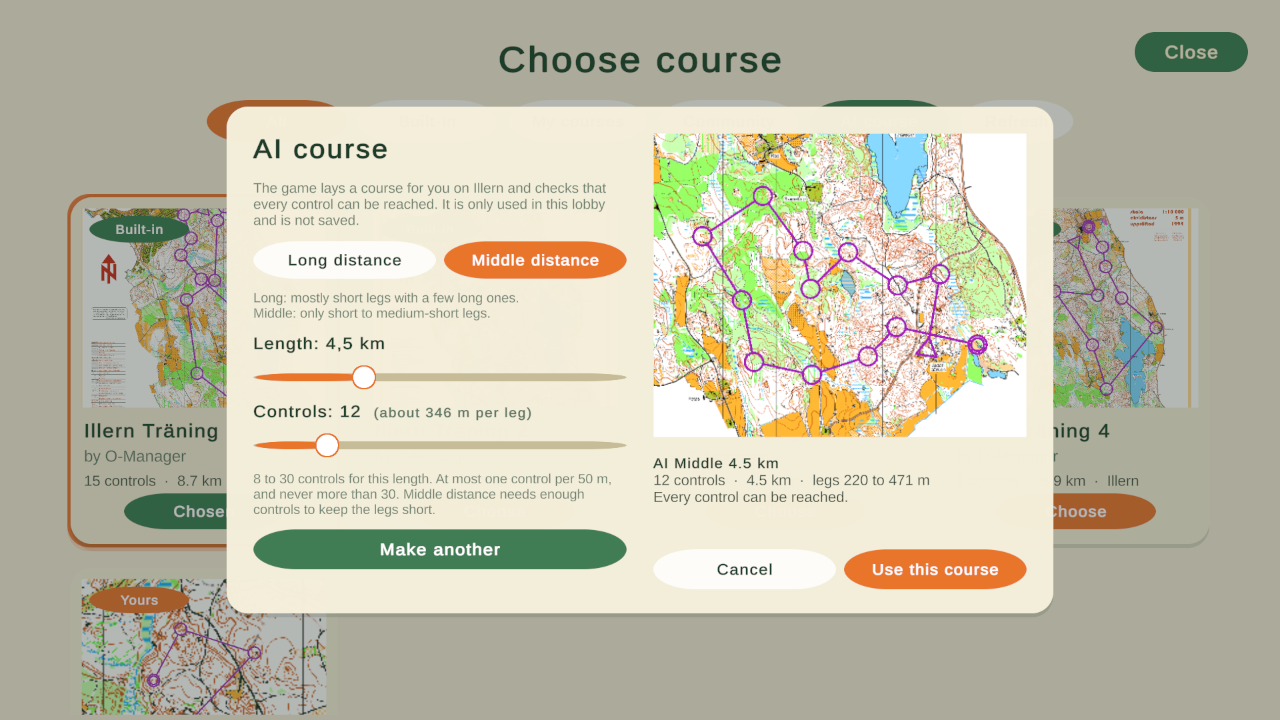 Choose course
Close
AI course
The game lays a course for you on Illern and checks that
every control can be reached. It is only used in this lobby
and is not saved.
Long distance
Middle distance
Long: mostly short legs with a few long ones.
Middle: only short to medium-short legs.
Length: 4,5 km
Controls: 12 (about 346 m per leg)
8 to 30 controls for this length. At most one control per 50 m,
and never more than 30. Middle distance needs enough
controls to keep the legs short.
Make another
AI Middle 4.5 km
12 controls · 4.5 km · legs 220 to 471 m
Every control can be reached.
Cancel
Use this course
Built-in
Illern Träning
by O-Manager
15 controls · 8.7 km
Chose
ning 4
9 km · Illern
Choose
Yours